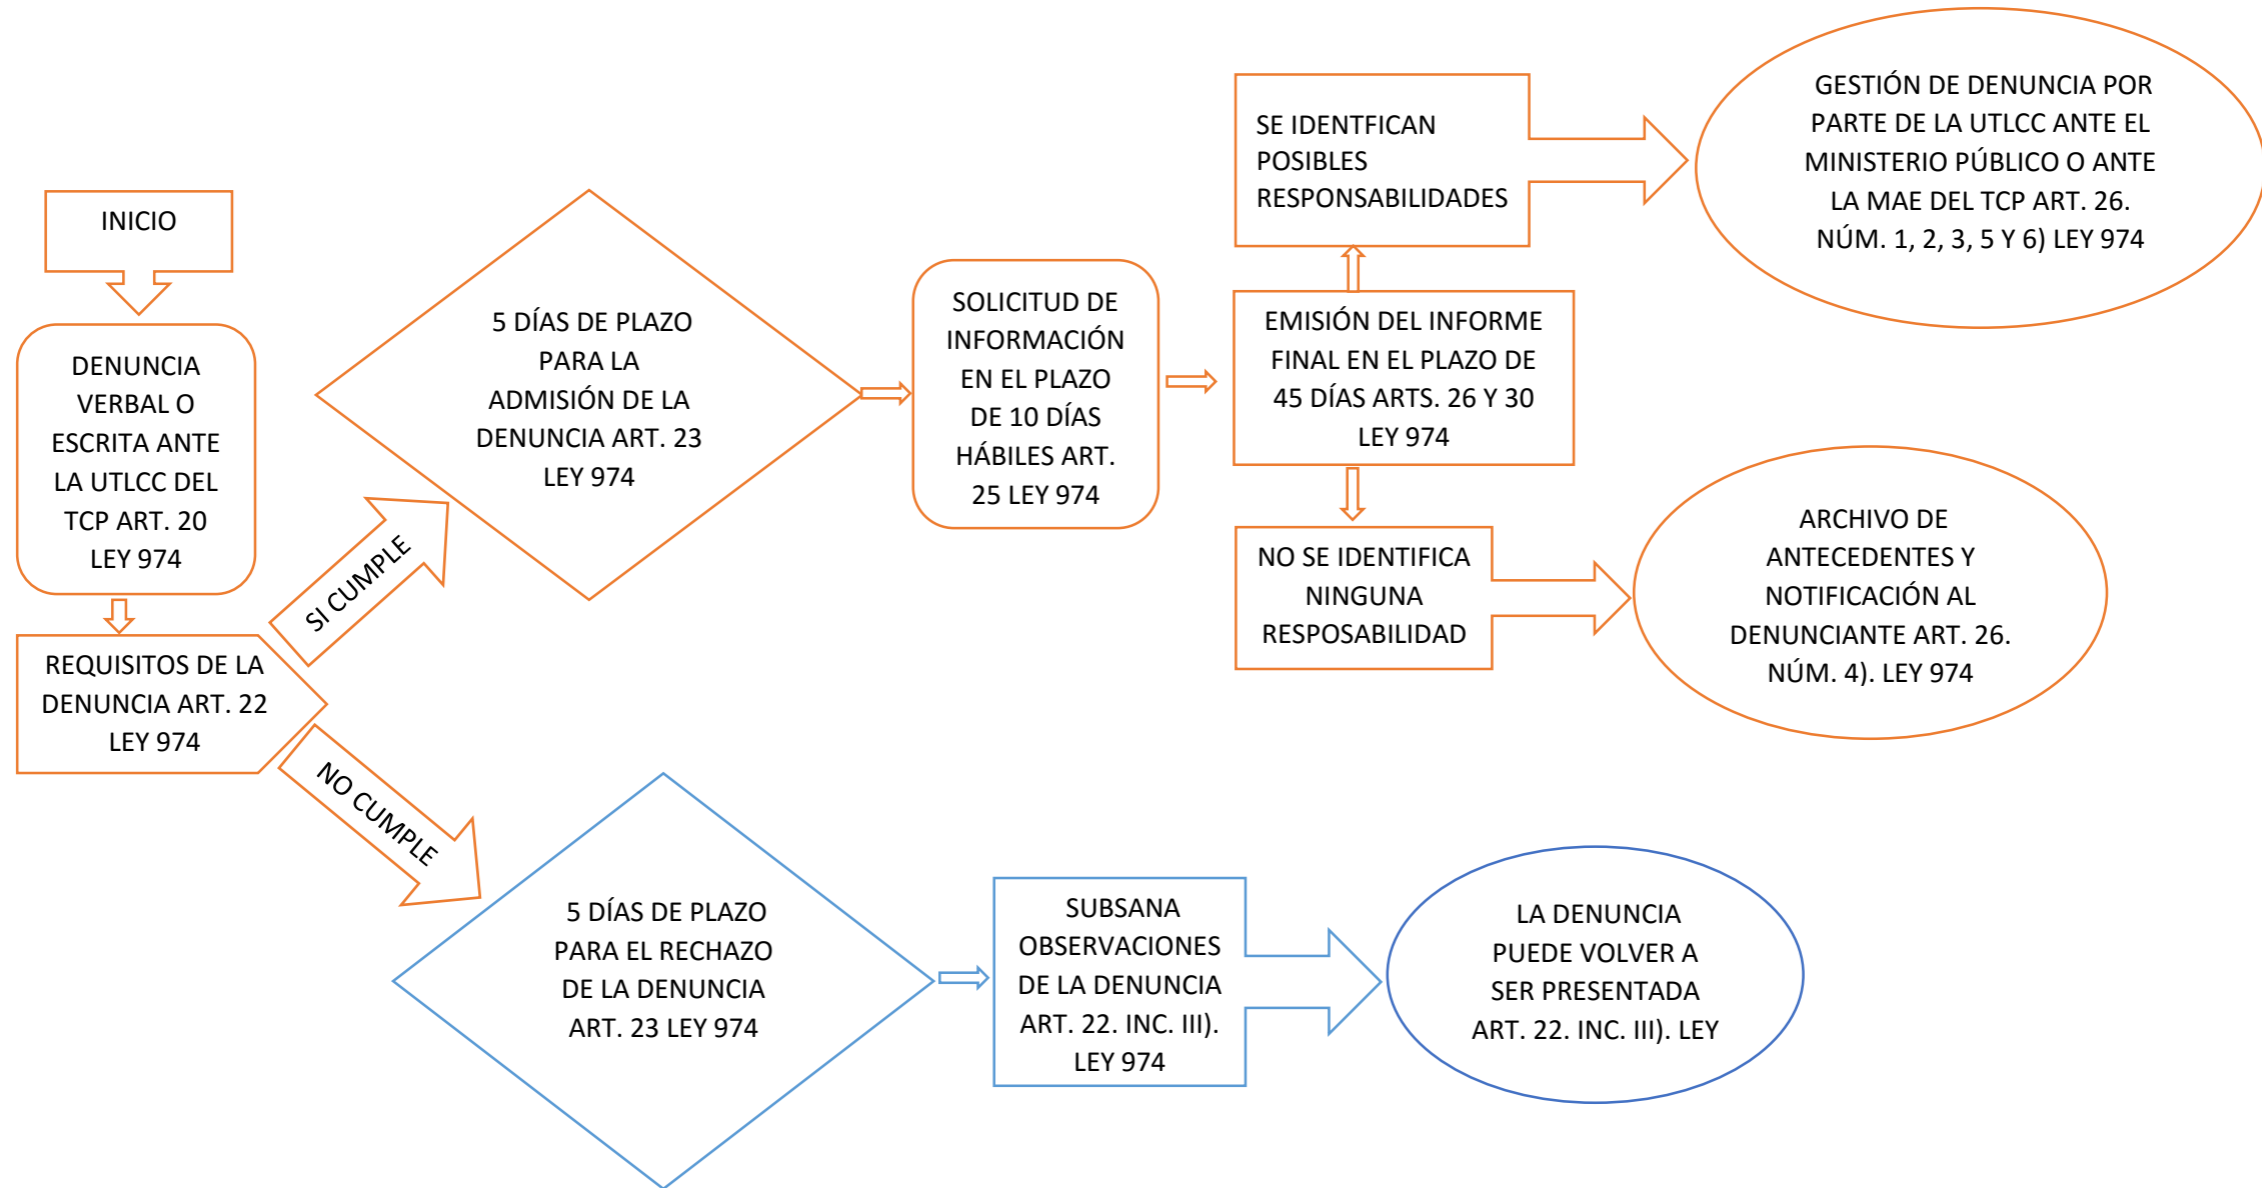 INICIO
DENUNCIA
VERBAL O
ESCRITA ANTE
LA UTLCC DEL
TCP ART. 20
LEY 974
REQUISITOS DE LA
DENUNCIA ART. 22
LEY 974
SI CUMPLE
5 DÍAS DE PLAZO
PARA LA
ADMISIÓN DE LA
DENUNCIA ART. 23
LEY 974
SOLICITUD DE
INFORMACIÓN
EN EL PLAZO
DE 10 DÍAS
HÁBILES ART.
25 LEY 974
EMISIÓN DEL INFORME
FINAL EN EL PLAZO DE
45 DÍAS ARTS. 26 Y 30
LEY 974
SE IDENTFICAN
POSIBLES
RESPONSABILIDADES
GESTIÓN DE DENUNCIA POR
PARTE DE LA UTLCC ANTE EL
MINISTERIO PÚBLICO O ANTE
LA MAE DEL TCP ART. 26.
NÚM. 1, 2, 3, 5 Y 6) LEY 974
NO SE IDENTIFICA
NINGUNA
RESPOSABILIDAD
ARCHIVO DE
ANTECEDENTES Y
NOTIFICACIÓN AL
DENUNCIANTE ART. 26.
NÚM. 4). LEY 974
NO CUMPLE
5 DÍAS DE PLAZO
PARA EL RECHAZO
DE LA DENUNCIA
ART. 23 LEY 974
SUBSANA
OBSERVACIONES
DE LA DENUNCIA
ART. 22. INC. III).
LEY 974
LA DENUNCIA
PUEDE VOLVER A
SER PRESENTADA
ART. 22. INC. III). LEY